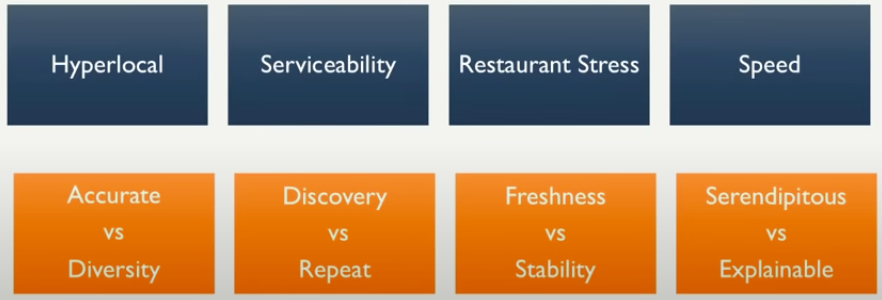 Hyperlocal
Serviceability
Restaurant Stress
Speed
Accurate
vs
Diversity
Discovery
vs
Repeat
Freshness
vs
Stability
Serendipitous
vs
Explainable